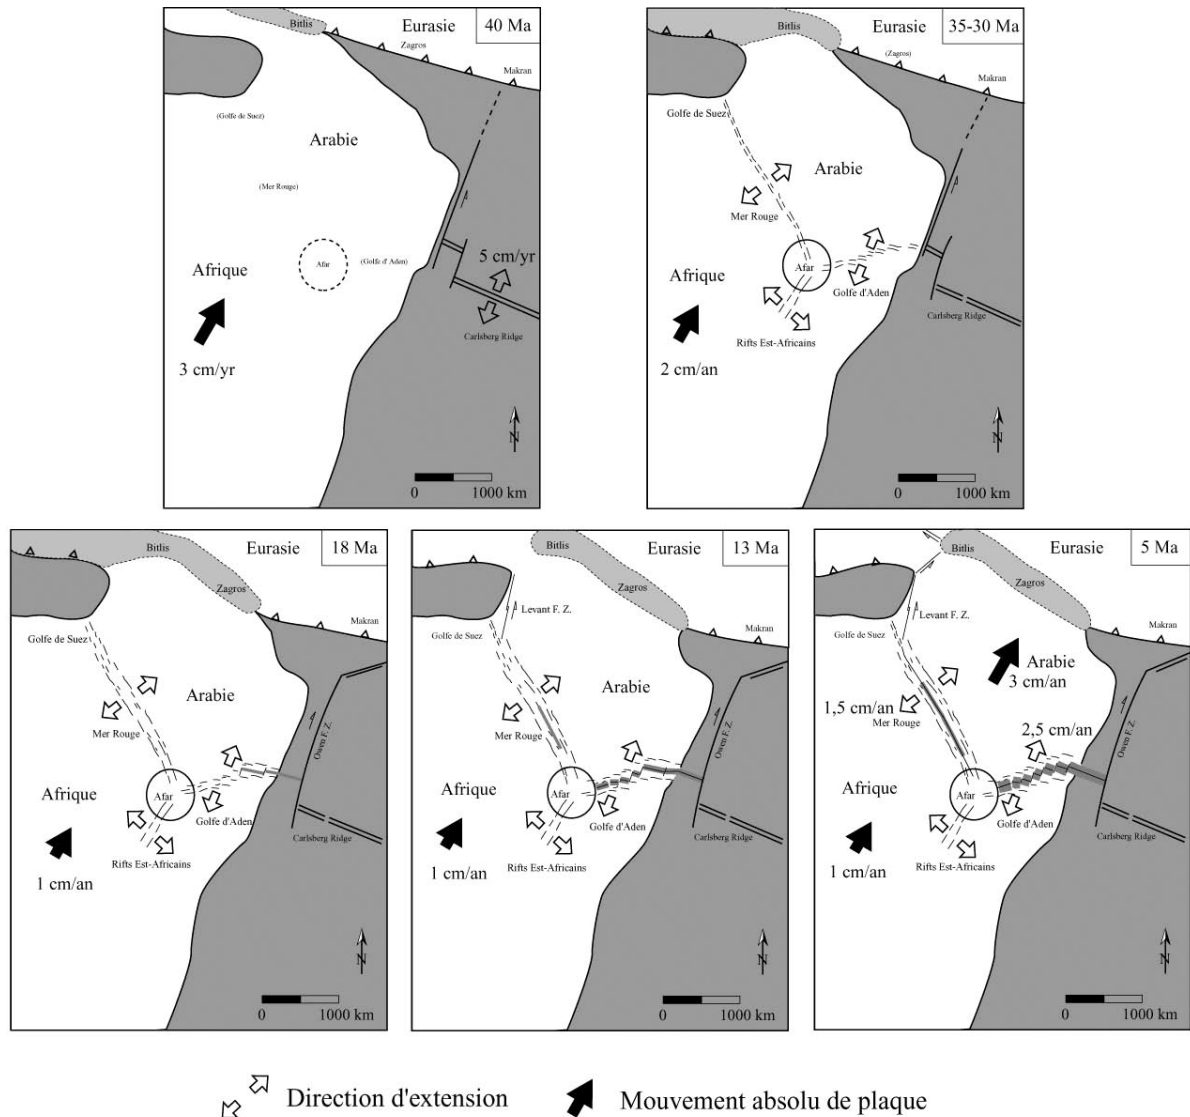 Bitlis
Eurasie
40 Ma
Zagros
Makran
(Golfe de Suez)
Arabie
(Mer Rouge)
Afrique
Afar
(Golfe d'Aden)
5 cm/yr
Carlsberg Ridge
3 cm/yr
N
0 1000 km
Bitlis
Eurasie
35-30 Ma
(Zagros)
Makran
Golfe de Suez
Arabie
Mer Rouge
Afrique
Afar
Golfe d'Aden
Carlsberg Ridge
Rifts Est-Africains
2 cm/an
N
0 1000 km
Bitlis
Eurasie
18 Ma
Zagros
Makran
Golfe de Suez
Arabie
Mer Rouge
Owen F. Z.
Afrique
Afar
Golfe d'Aden
Carlsberg Ridge
Rifts Est-Africains
1 cm/an
N
0 1000 km
Bitlis
Eurasie
13 Ma
Zagros
Levant F. Z.
Makran
Golfe de Suez
Arabie
Mer Rouge
Owen F. Z.
Afrique
Afar
Golfe d'Aden
Carlsberg Ridge
Rifts Est-Africains
1 cm/an
N
0 1000 km
Bitlis
Eurasie
5 Ma
Zagros
Levant F. Z.
Makran
Golfe de Suez
Arabie
3 cm/an
1,5 cm/an
Mer Rouge
2,5 cm/an
Owen F. Z.
Afrique
Afar
Golfe d'Aden
Carlsberg Ridge
Rifts Est-Africains
1 cm/an
N
0 1000 km
Direction d'extension
Mouvement absolu de plaque